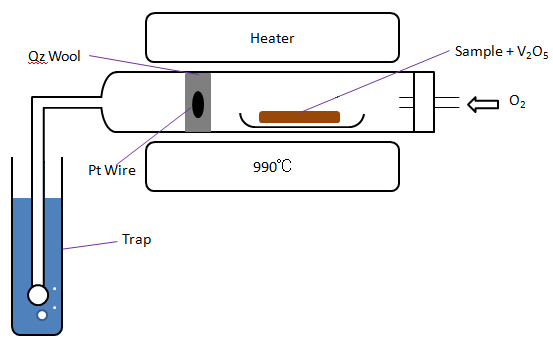 Heater
Qz Wool
Sample + V₂O₅
O₂
Pt Wire
990℃
Trap